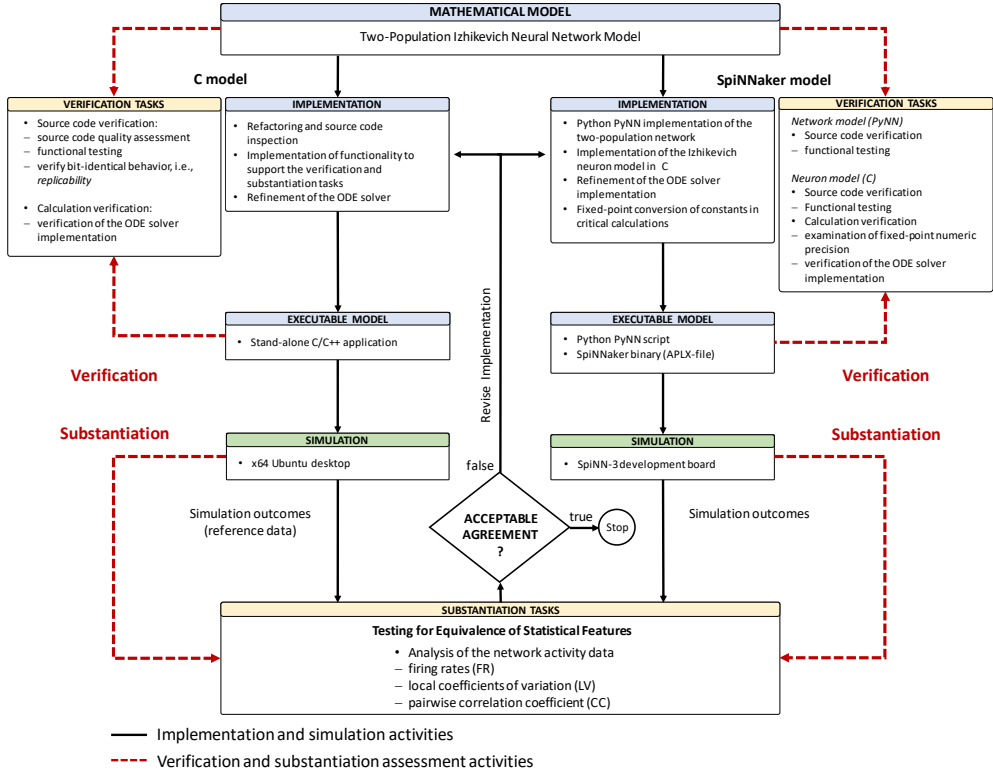 MATHEMATICAL MODEL
Two-Population Izhikevich Neural Network Model
C model
SpiNNaker model
VERIFICATION TASKS
• Source code verification:
– source code quality assessment
– functional testing
– verify bit-identical behavior, i.e.,
replicability
• Calculation verification:
– verification of the ODE solver
implementation
IMPLEMENTATION
• Refactoring and source code
inspection
• Implementation of functionality to
support the verification and
substantiation tasks
• Refinement of the ODE solver
IMPLEMENTATION
• Python PyNN implementation of the
two-population network
• Implementation of the Izhikevich
neuron model in C
• Refinement of the ODE solver
implementation
• Fixed-point conversion of constants in
critical calculations
VERIFICATION TASKS
Network model (PyNN)
• Source code verification
– functional testing
Neuron model (C)
• Source code verification
– Functional testing
• Calculation verification
– examination of fixed-point numeric
precision
– verification of the ODE solver
implementation
EXECUTABLE MODEL
• Stand-alone C/C++ application
Revise Implementation
EXECUTABLE MODEL
• Python PyNN script
• SpiNNaker binary (APLX-file)
Verification
Verification
Substantiation
Substantiation
SIMULATION
• x64 Ubuntu desktop
SIMULATION
• SpiNN-3 development board
false
Simulation outcomes
(reference data)
ACCEPTABLE
AGREEMENT
?
true
Stop
Simulation outcomes
SUBSTANTIATION TASKS
Testing for Equivalence of Statistical Features
• Analysis of the network activity data
– firing rates (FR)
– local coefficients of variation (LV)
– pairwise correlation coefficient (CC)
Implementation and simulation activities
Verification and substantiation assessment activities